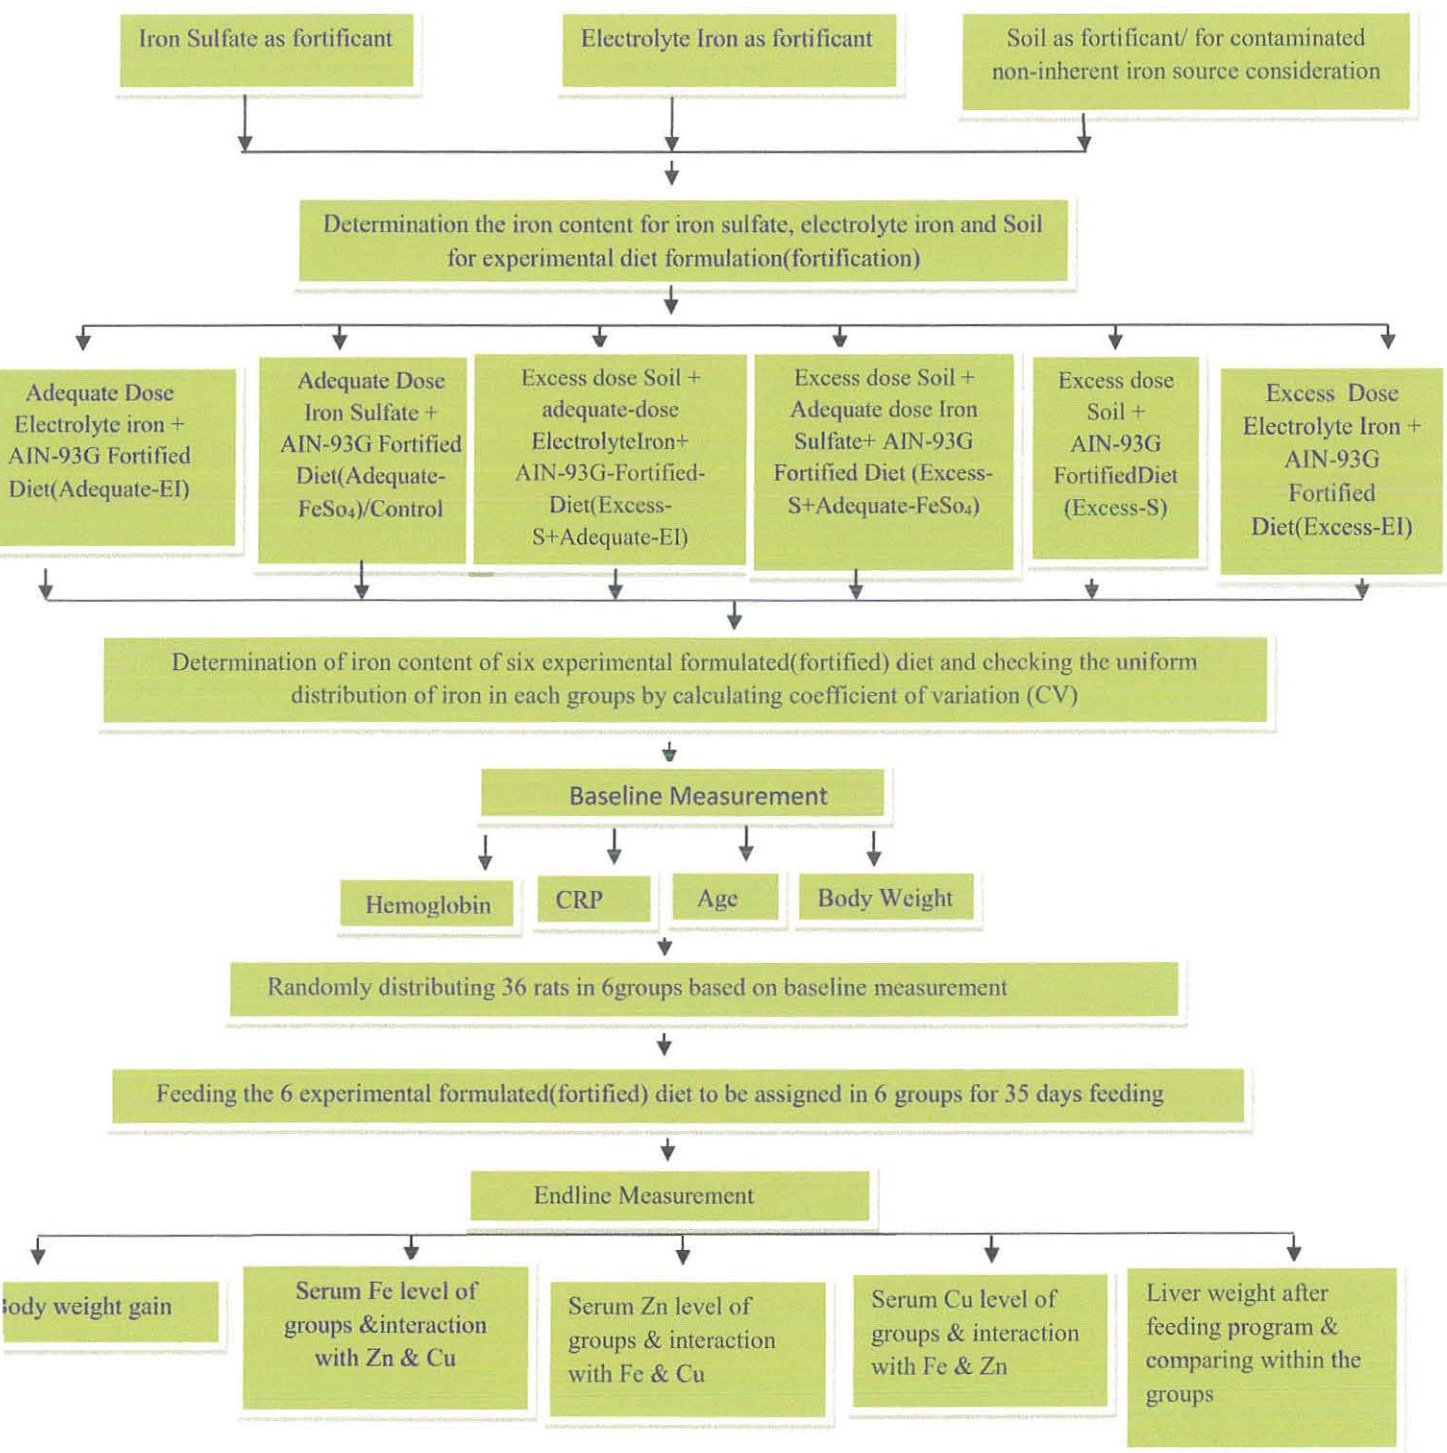 Iron Sulfate as fortificant
Electrolyte Iron as fortificant
Soil as fortificant/ for contaminated
non-inherent iron source consideration
Determination the iron content for iron sulfate, electrolyte iron and Soil
for experimental diet formulation(fortification)
Adequate Dose
Electrolyte iron +
AIN-93G Fortified
Diet(Adequate-EI)
Adequate Dose
Iron Sulfate +
AIN-93G Fortified
Diet(Adequate-
FeSo₄)/Control
Excess dose Soil +
adequate-dose
ElectrolyteIron+
AIN-93G-Fortified-
Diet(Excess-
S+Adequate-EI)
Excess dose Soil +
Adequate dose Iron
Sulfate+ AIN-93G
Fortified Diet (Excess-
S+Adequate-FeSo₄)
Excess dose
Soil +
AIN-93G
FortifiedDiet
(Excess-S)
Excess Dose
ElectrolyteIron +
AIN-93G
Fortified
Diet(Excess-EI)
Determination of iron content of six experimental formulated(fortified) diet and checking the uniform
distribution of iron in each groups by calculating coefficient of variation (CV)
Baseline Measurement
Hemoglobin
CRP
Age
Body Weight
Randomly distributing 36 rats in 6groups based on baseline measurement
Feeding the 6 experimental formulated(fortified) diet to be assigned in 6 groups for 35 days feeding
Endline Measurement
Body weight gain
Serum Fe level of
groups &interaction
with Zn & Cu
Serum Zn level of
groups & interaction
with Fe & Cu
Serum Cu level of
groups & interaction
with Fe & Zn
Liver weight after
feeding program &
comparing within the
groups